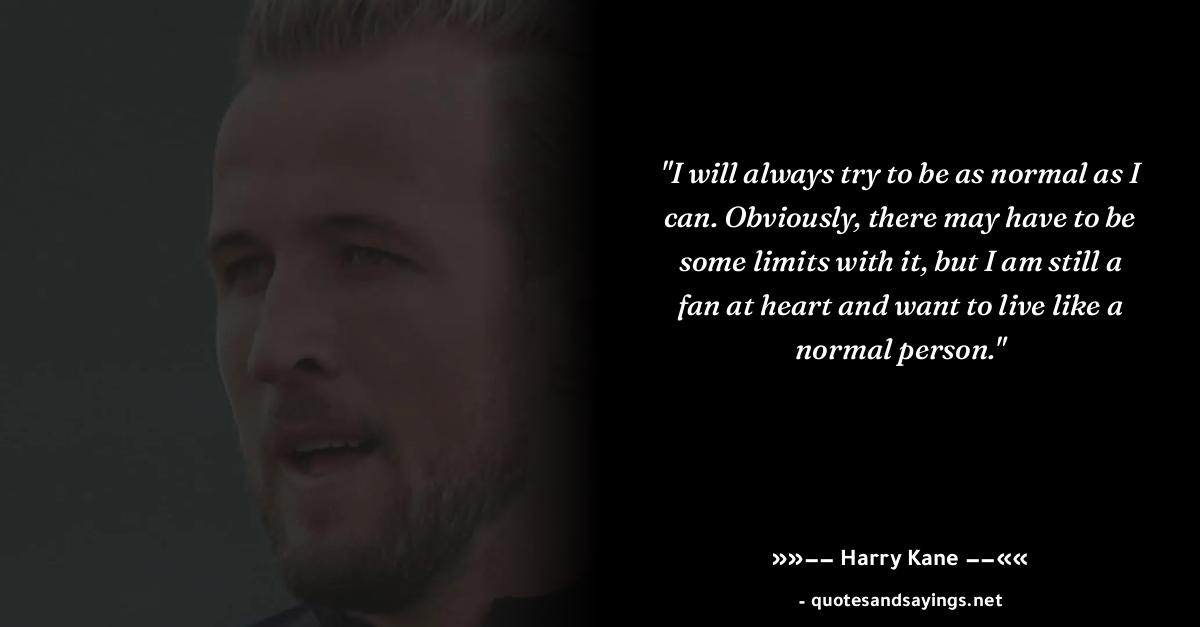 "I will always try to be as normal as I
can. Obviously, there may have to be
some limits with it, but I am still a
fan at heart and want to live like a
normal person."
»»−− Harry Kane −−««
- quotesandsayings.net